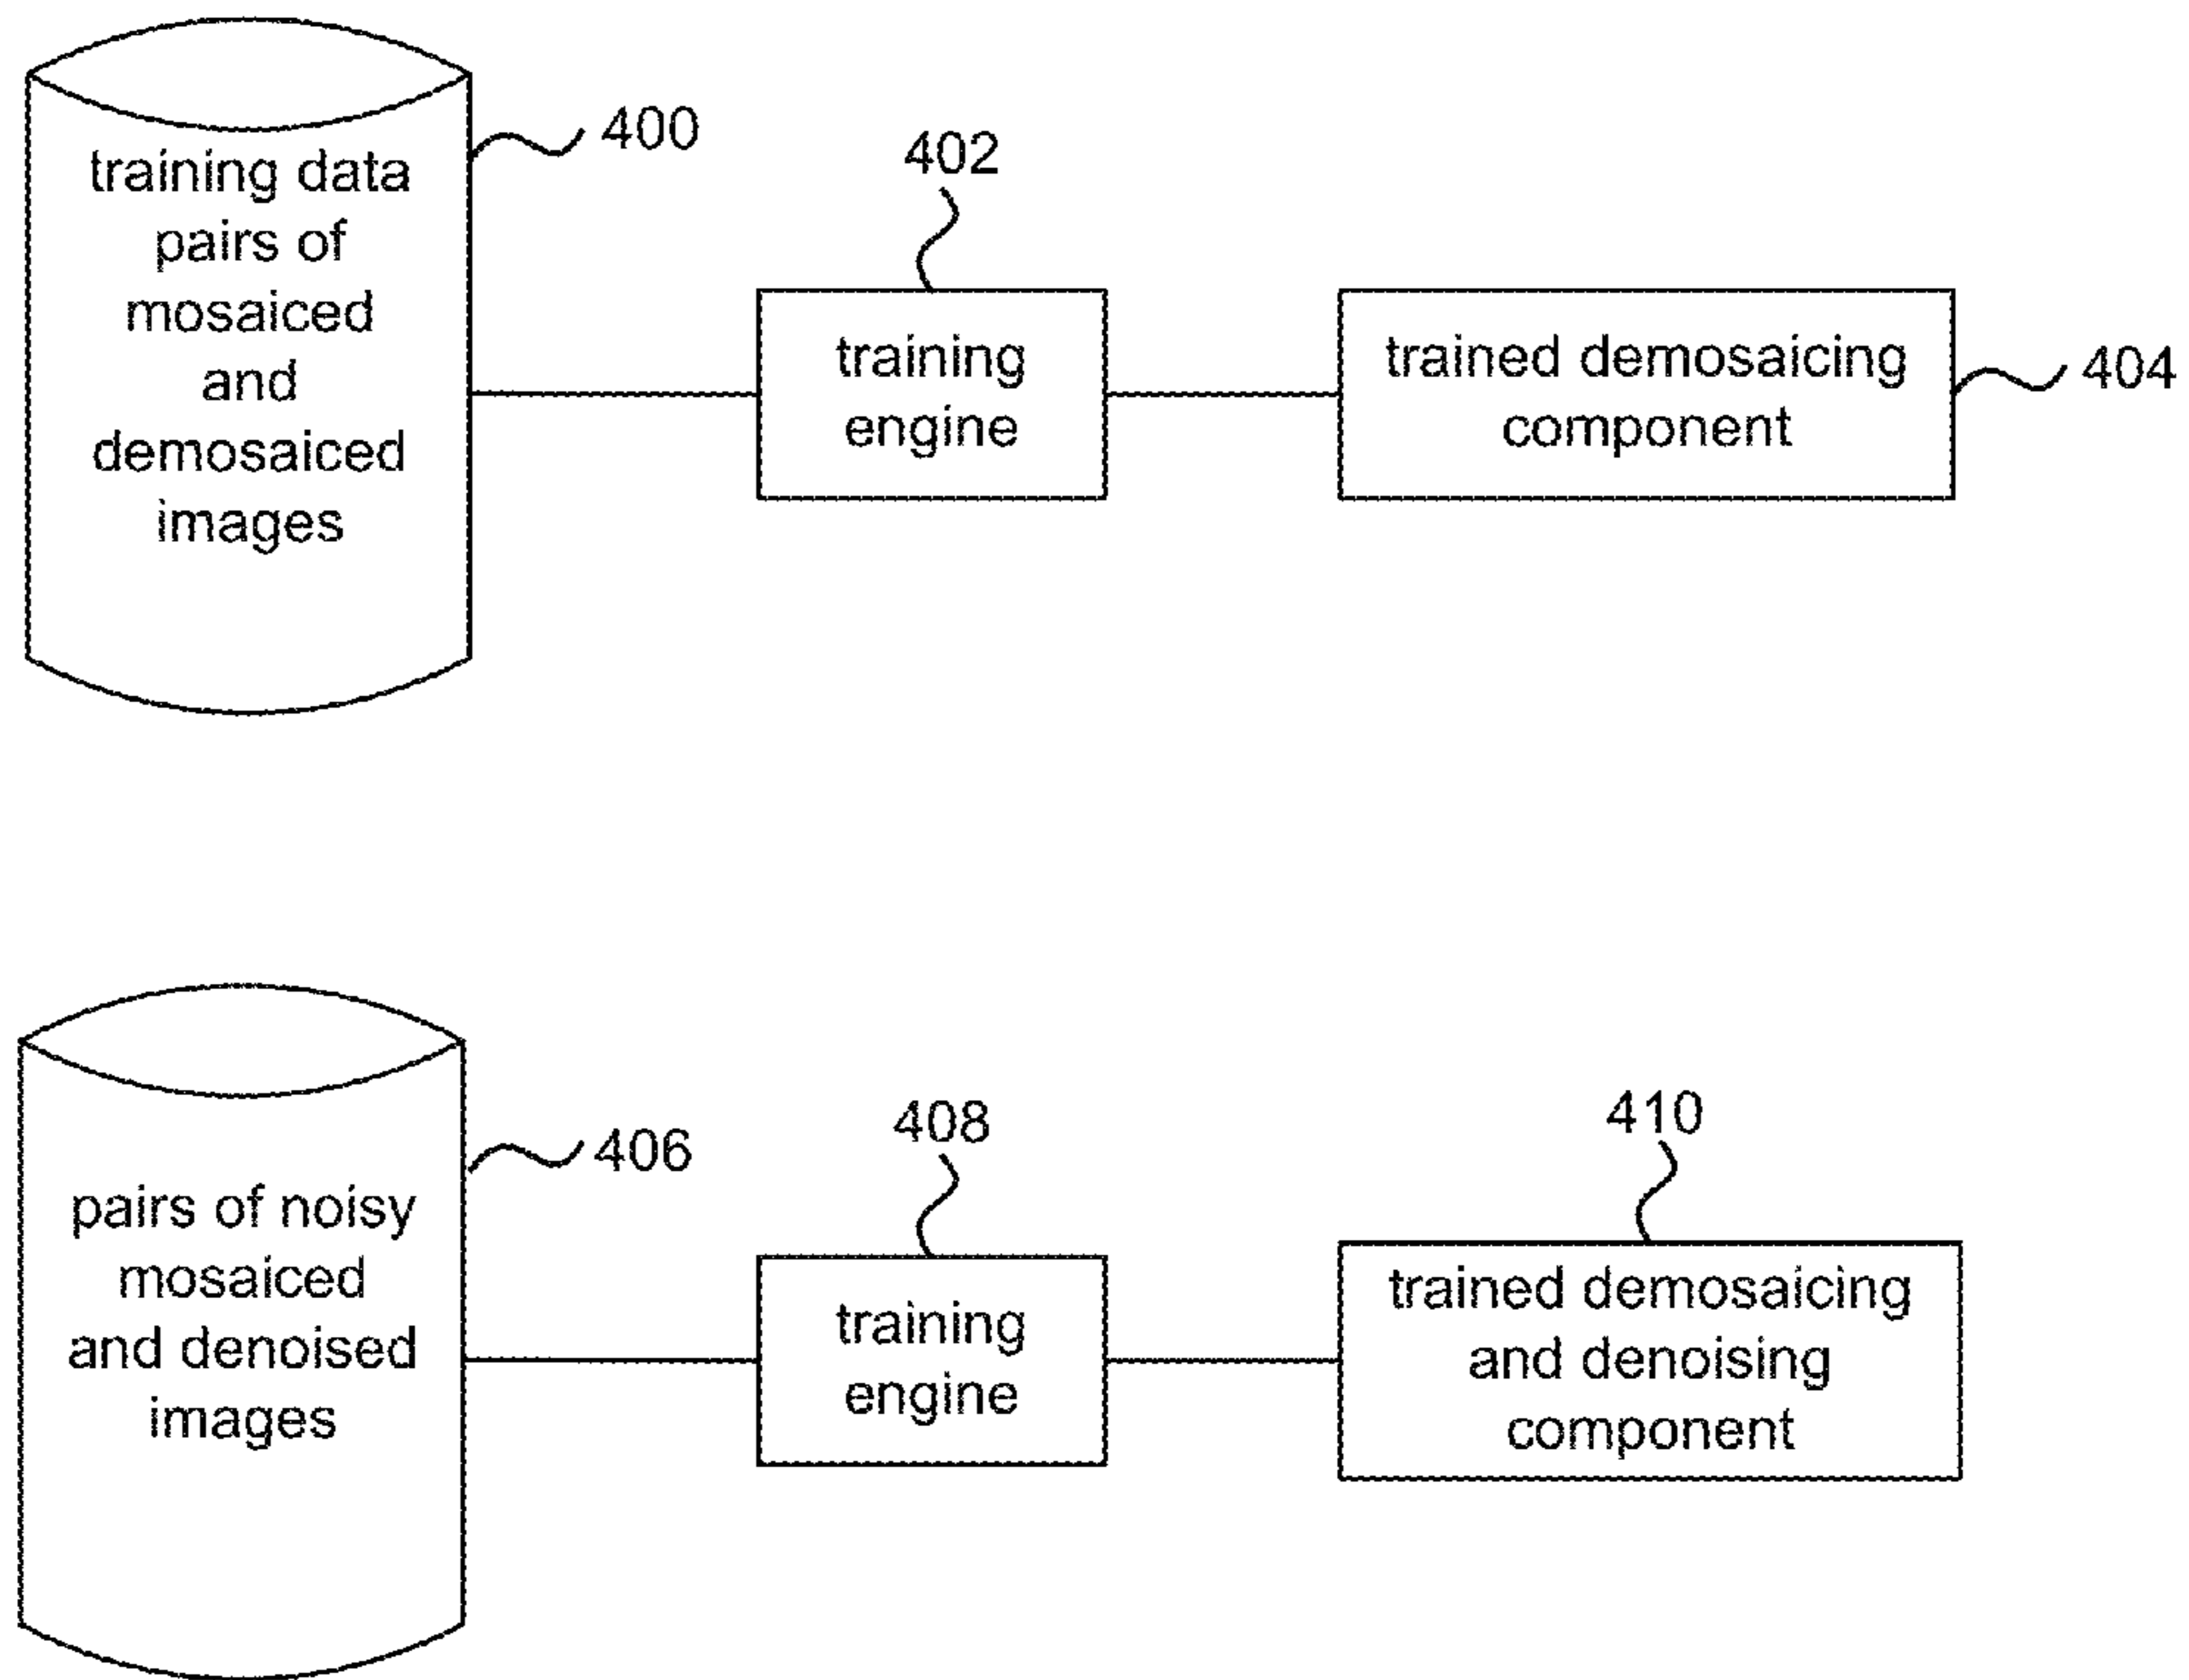 training data
pairs of
mosaiced
and
demosaiced
images
400
402
training
engine
trained demosaicing
component
404
pairs of noisy
mosaiced
and denoised
images
406
408
training
engine
410
trained demosaicing
and denoising
component